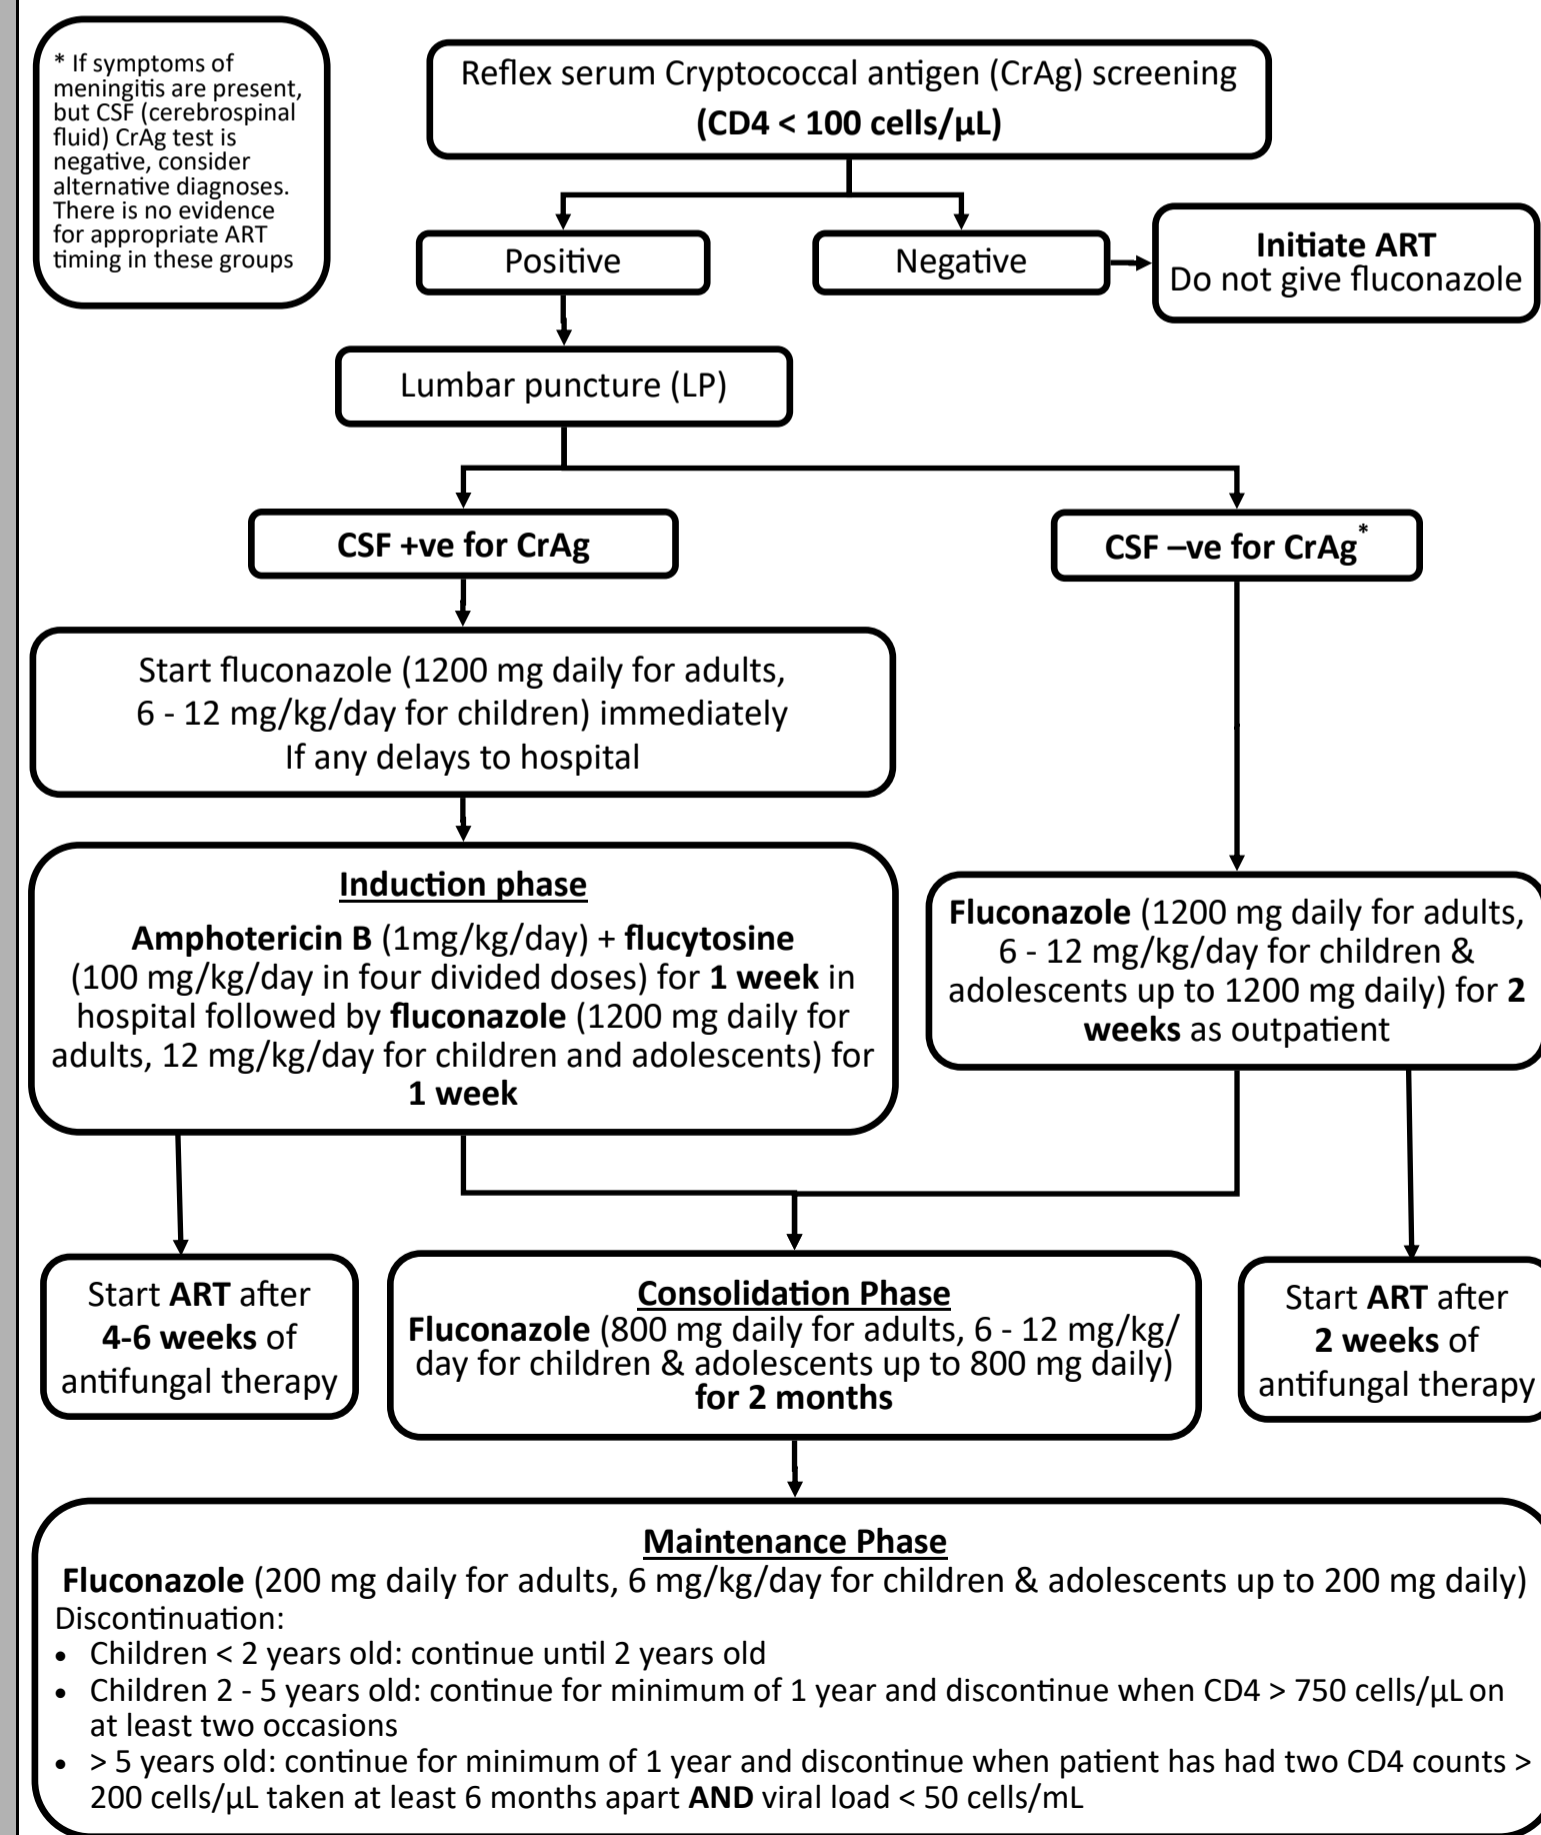 * If symptoms of
meningitis are present,
but CSF (cerebrospinal
fluid) CrAg test is
negative, consider
alternative diagnoses.
There is no evidence
for appropriate ART
timing in these groups
Reflex serum Cryptococcal antigen (CrAg) screening
(CD4 < 100 cells/µL)
Positive
Negative
Initiate ART
Do not give fluconazole
Lumbar puncture (LP)
CSF +ve for CrAg
CSF –ve for CrAg*
Start fluconazole (1200 mg daily for adults,
6 - 12 mg/kg/day for children) immediately
If any delays to hospital
Induction phase
Amphotericin B (1mg/kg/day) + flucytosine
(100 mg/kg/day in four divided doses) for 1 week in
hospital followed by fluconazole (1200 mg daily for
adults, 12 mg/kg/day for children and adolescents) for
1 week
Fluconazole (1200 mg daily for adults,
6 - 12 mg/kg/day for children &
adolescents up to 1200 mg daily) for 2
weeks as outpatient
Start ART after
4-6 weeks of
antifungal therapy
Consolidation Phase
Fluconazole (800 mg daily for adults, 6 - 12 mg/kg/
day for children & adolescents up to 800 mg daily)
for 2 months
Start ART after
2 weeks of
antifungal therapy
Maintenance Phase
Fluconazole (200 mg daily for adults, 6 mg/kg/day for children & adolescents up to 200 mg daily)
Discontinuation:
• Children < 2 years old: continue until 2 years old
• Children 2 - 5 years old: continue for minimum of 1 year and discontinue when CD4 > 750 cells/µL on
at least two occasions
• > 5 years old: continue for minimum of 1 year and discontinue when patient has had two CD4 counts >
200 cells/µL taken at least 6 months apart AND viral load < 50 cells/mL